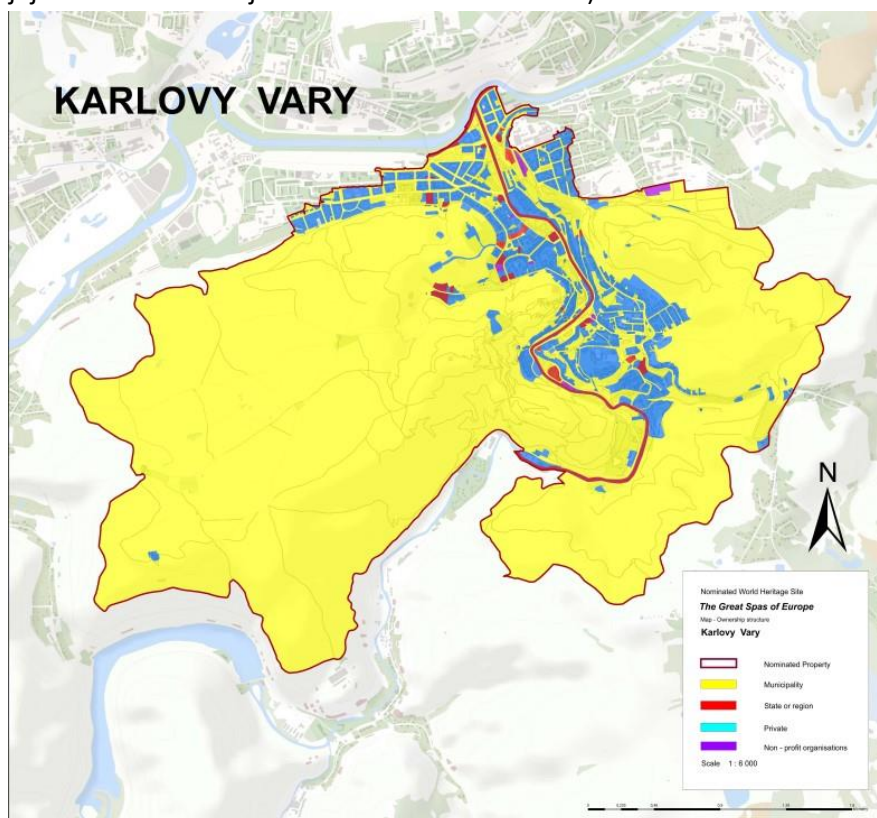 KARLOVY VARY
N
Nominated World Heritage Site
The Great Spas of Europe
Map - Ownership structure
Karlovy Vary
Nominated Property
Municipality
State or region
Private
Non - profit organisations
Scale 1 : 6 000